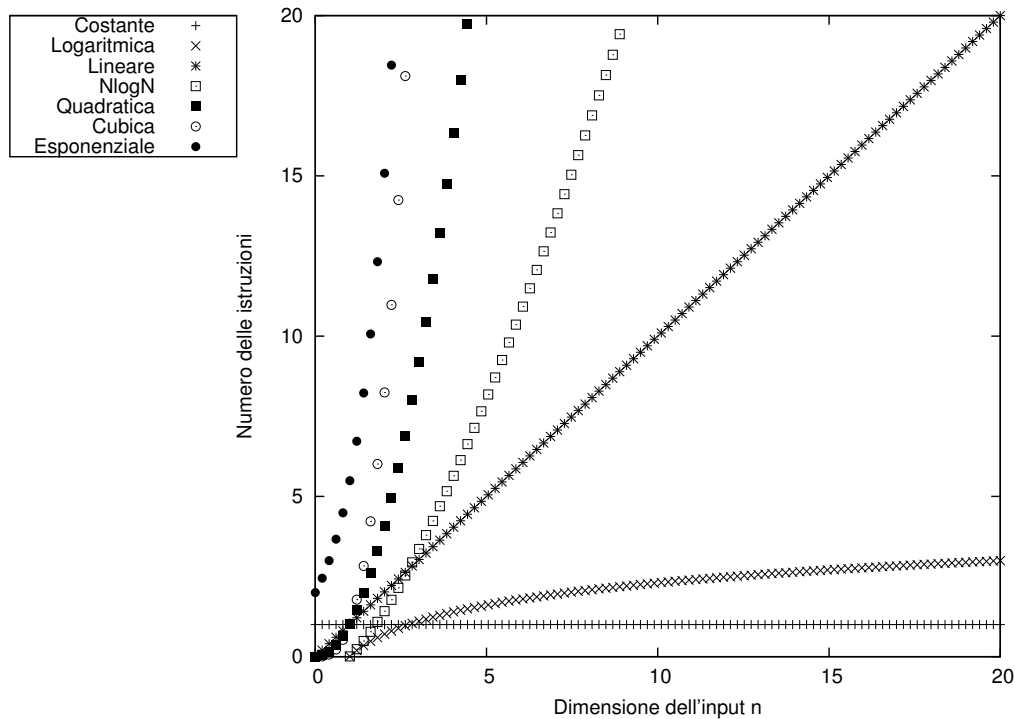 Costante
Logaritmica
Lineare
NlogN
Quadratica
Cubica
Esponenziale
20
15
10
5
0
0 5 10 15 20
Numero delle istruzioni
Dimensione dell'input n